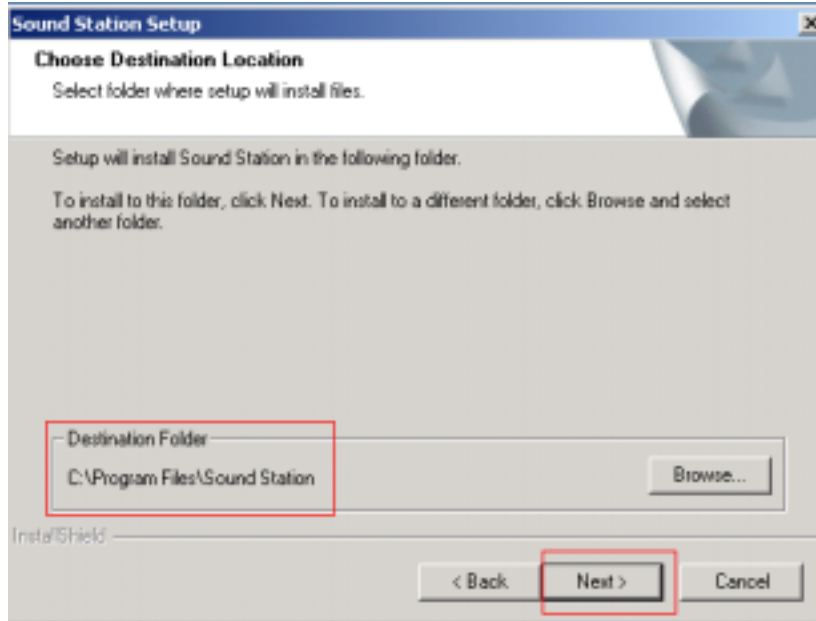 Sound Station Setup
Choose Destination Location
Select folder where setup will install files.
Setup will install Sound Station in the following folder.
To install to this folder, click Next. To install to a different folder, click Browse and select
another folder.
Destination Folder
C:\Program Files\Sound Station
Browse...
InstallShield
< Back
Next >
Cancel